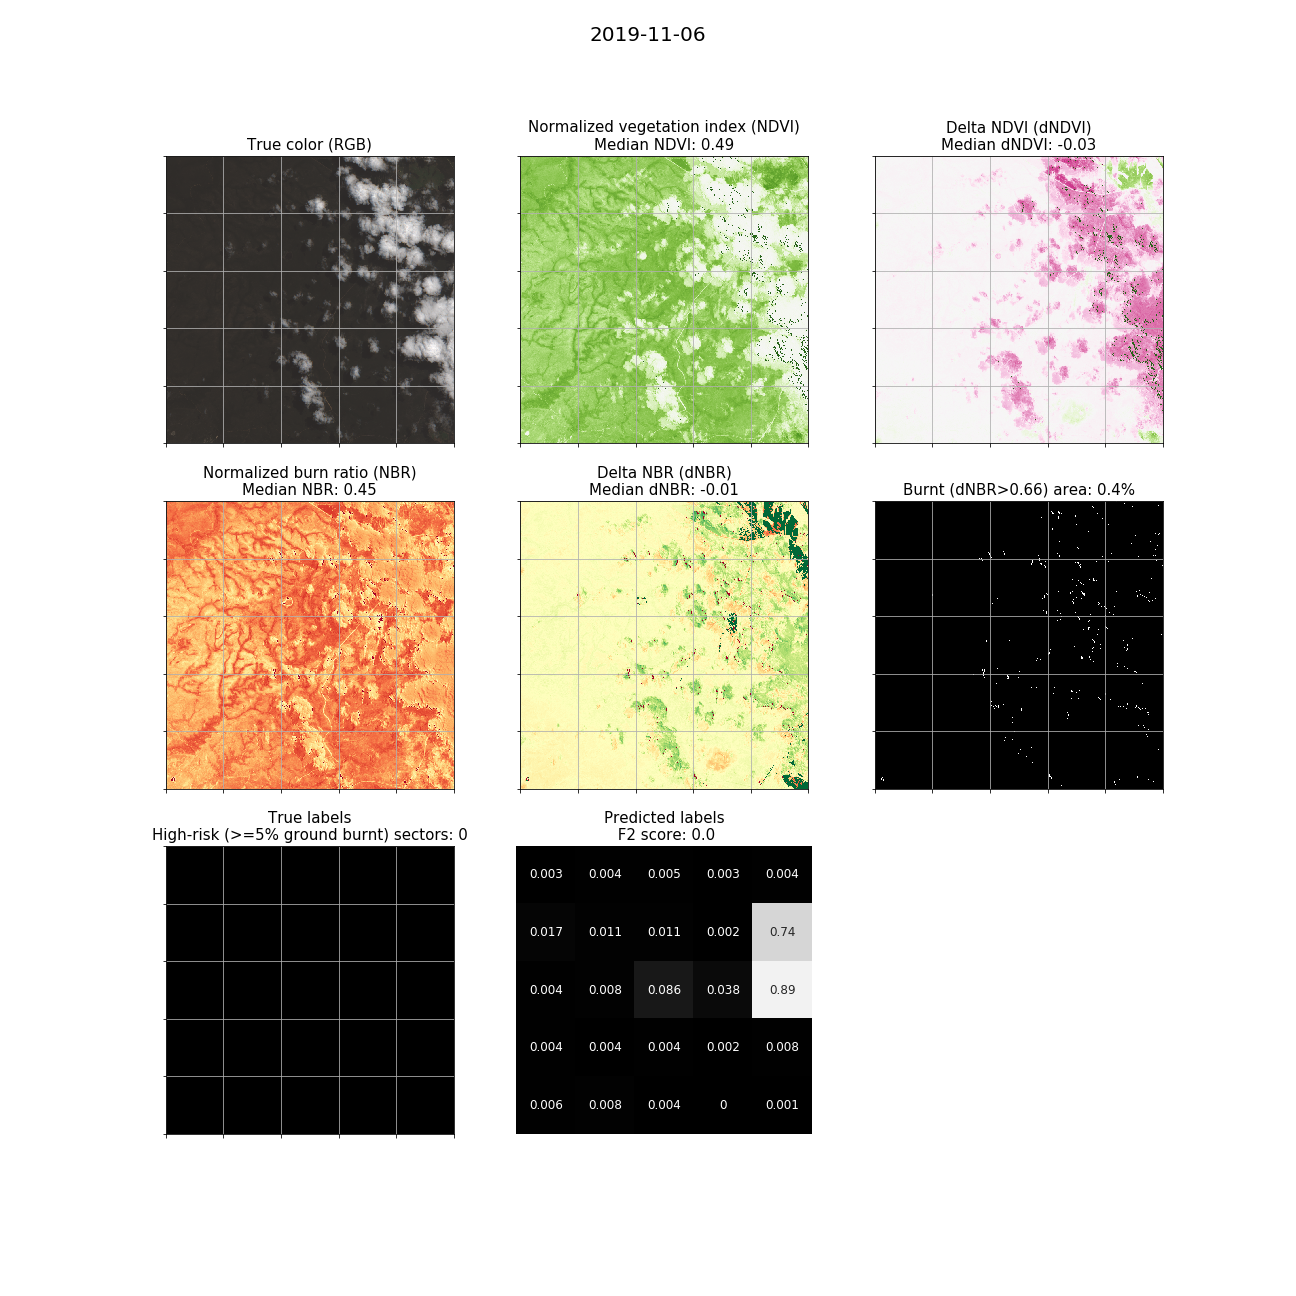 2019-11-06
True color (RGB)
Normalized vegetation index (NDVI)
Median NDVI: 0.49
Delta NDVI (dNDVI)
Median dNDVI: -0.03
Normalized burn ratio (NBR)
Median NBR: 0.45
Delta NBR (dNBR)
Median dNBR: -0.01
Burnt (dNBR>0.66) area: 0.4%
True labels
High-risk (>=5% ground burnt) sectors: 0
Predicted labels
F2 score: 0.0
0.003 0.004 0.005 0.003 0.004
0.017 0.011 0.011 0.002 0.74
0.004 0.008 0.086 0.038 0.89
0.004 0.004 0.004 0.002 0.008
0.006 0.008 0.004 0 0.001